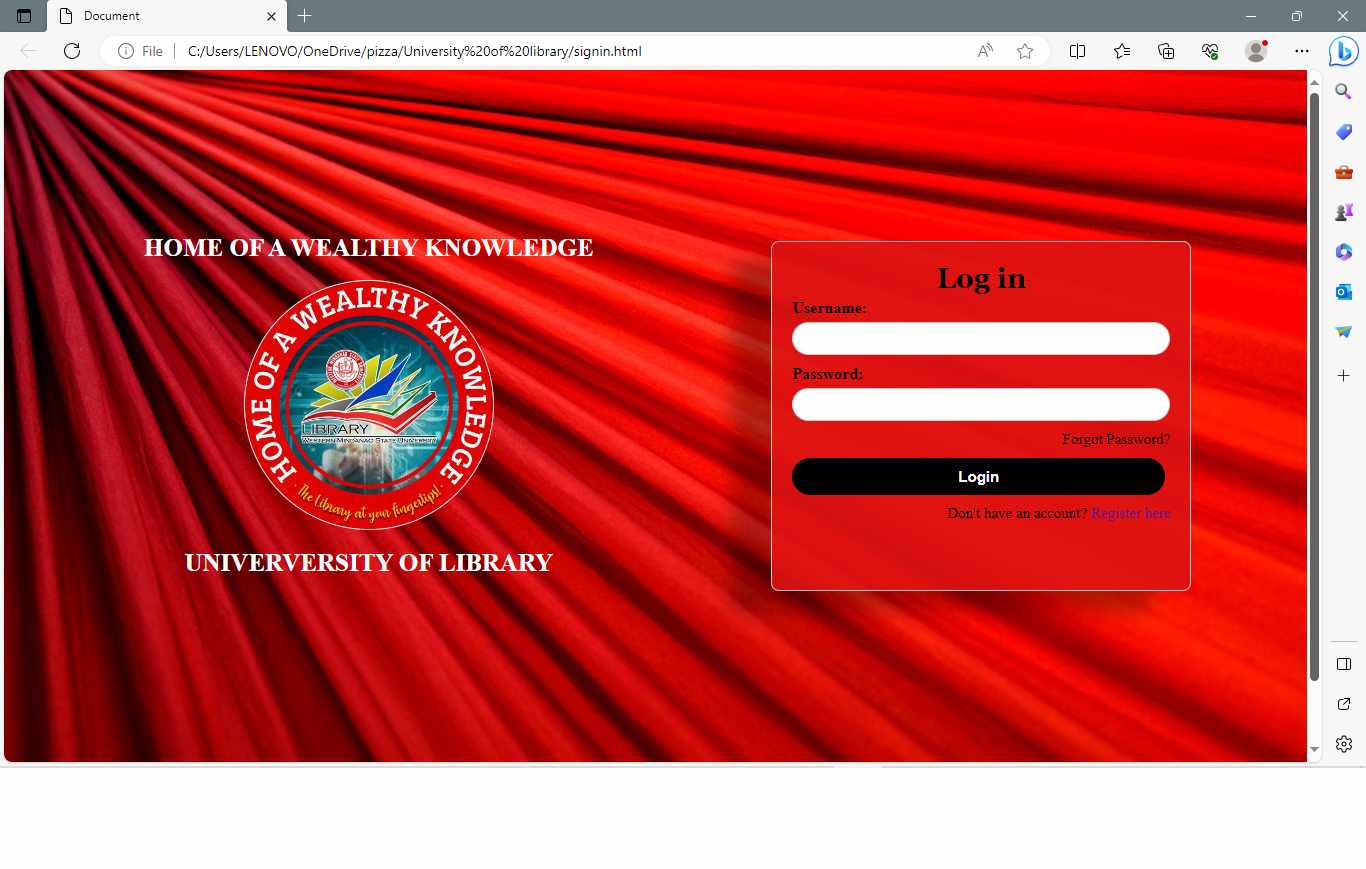 Document
File
C:/Users/LENOVO/OneDrive/pizza/University%20of%20library/signin.html
HOME OF A WEALTHY KNOWLEDGE
HOME OF A WEALTHY KNOWLEDGE
LIBRARY
WESTERN MINDANAO STATE UNIVERSITY
The Library at your fingertips!
UNIVERVERSITY OF LIBRARY
Log in
Username:
Password:
Forgot Password?
Login
Don't have an account? Register here